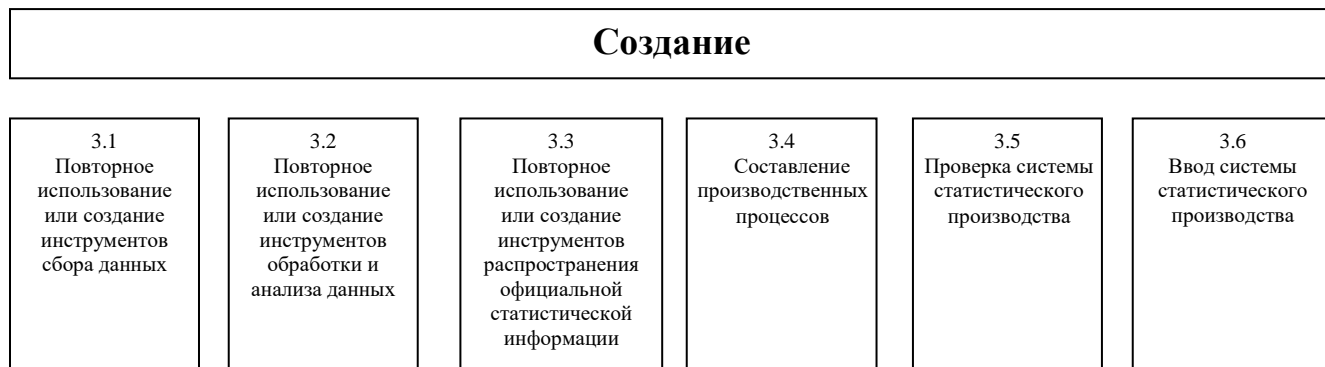 Создание
3.1
Повторное
использование
или создание
инструментов
сбора данных
3.2
Повторное
использование
или создание
инструментов
обработки и
анализа данных
3.3
Повторное
использование
или создание
инструментов
распространения
официальной
статистической
информации
3.4
Составление
производственных
процессов
3.5
Проверка системы
статистического
производства
3.6
Ввод системы
статистического
производства